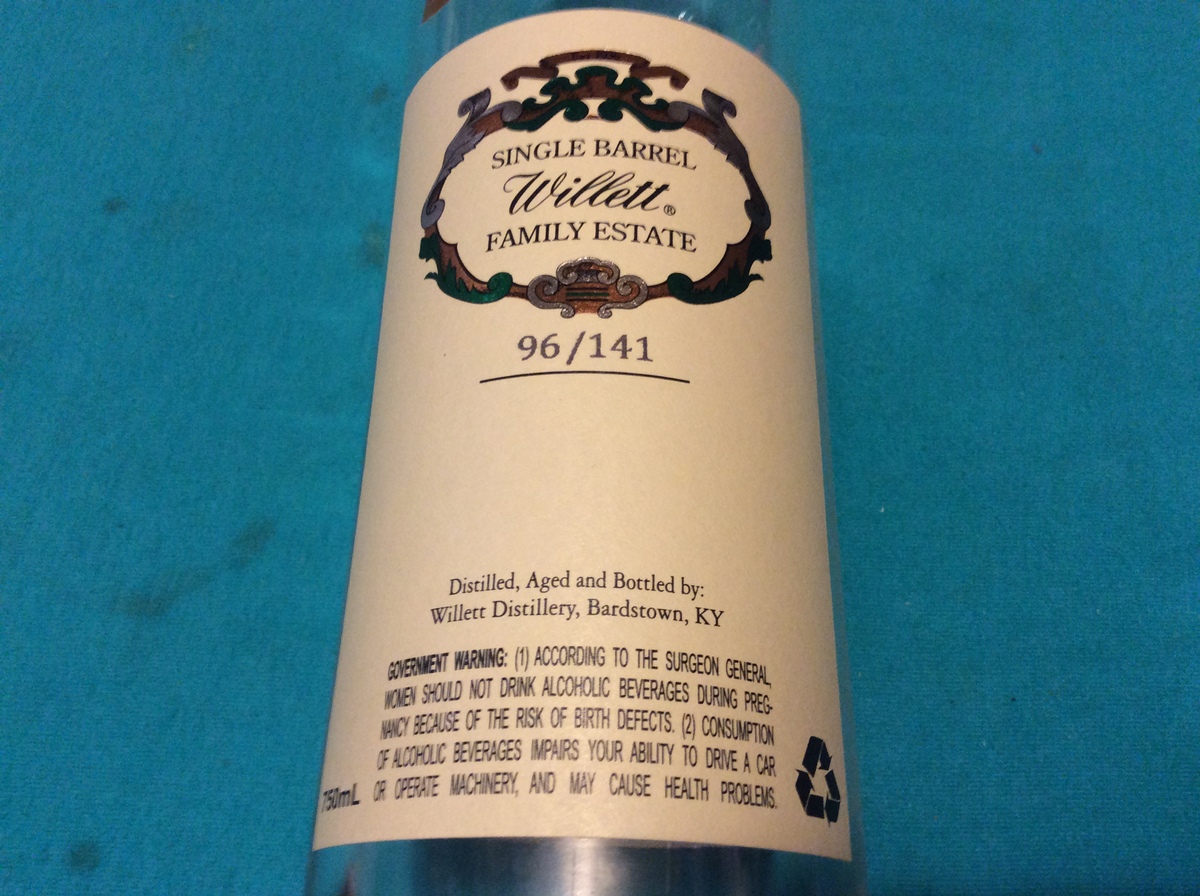 SINGLE BARREL
Willett®
FAMILY ESTATE
96/141
Distilled, Aged and Bottled by:
Willett Distillery, Bardstown, KY
GOVERNMENT WARNING: (1) ACCORDING TO THE SURGEON GENERAL,
WOMEN SHOULD NOT DRINK ALCOHOLIC BEVERAGES DURING PREG-
NANCY BECAUSE OF THE RISK OF BIRTH DEFECTS. (2) CONSUMPTION
OF ALCOHOLIC BEVERAGES IMPAIRS YOUR ABILITY TO DRIVE A CAR
OR OPERATE MACHINERY, AND MAY CAUSE HEALTH PROBLEMS.
750mL